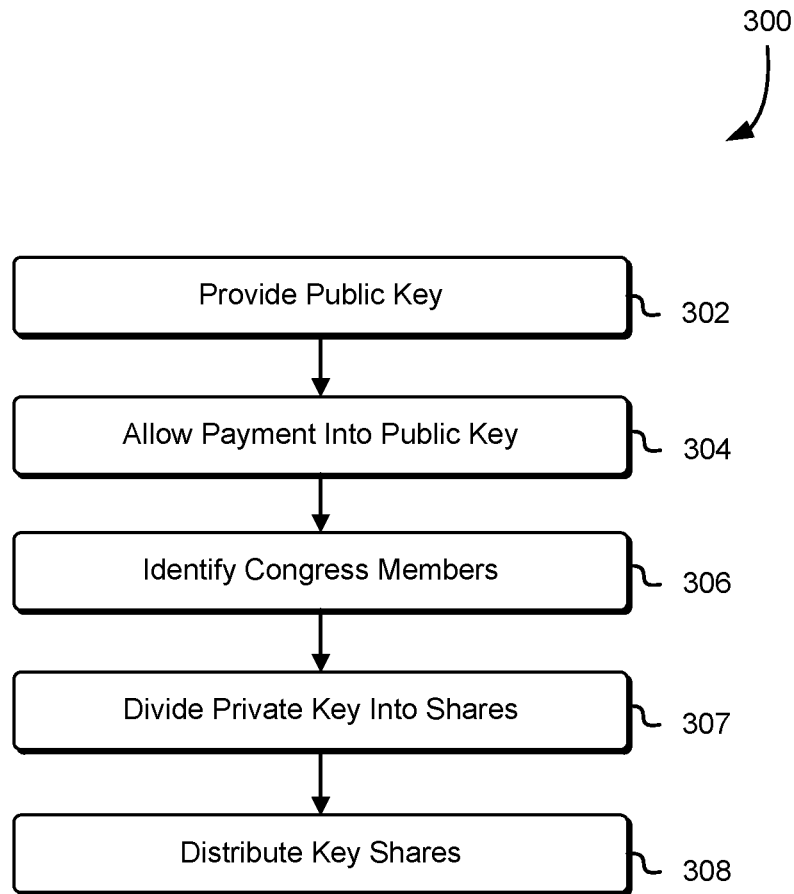 300
Provide Public Key
302
Allow Payment Into Public Key
304
Identify Congress Members
306
Divide Private Key Into Shares
307
Distribute Key Shares
308